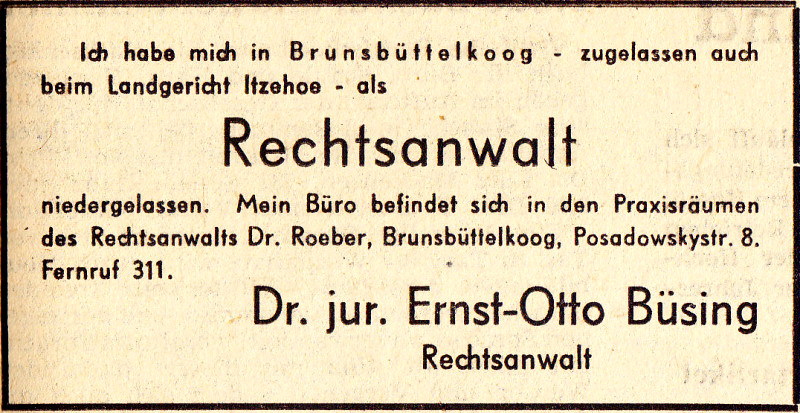 Ich habe mich in Brunsbüttelkoog - zugelassen auch
beim Landgericht Itzehoe - als
Rechtsanwalt
niedergelassen. Mein Büro befindet sich in den Praxisräumen
des Rechtsanwalts Dr. Roeber, Brunsbüttelkoog, Posadowskystr. 8.
Fernruf 311.
Dr. jur. Ernst-Otto Büsing
Rechtsanwalt